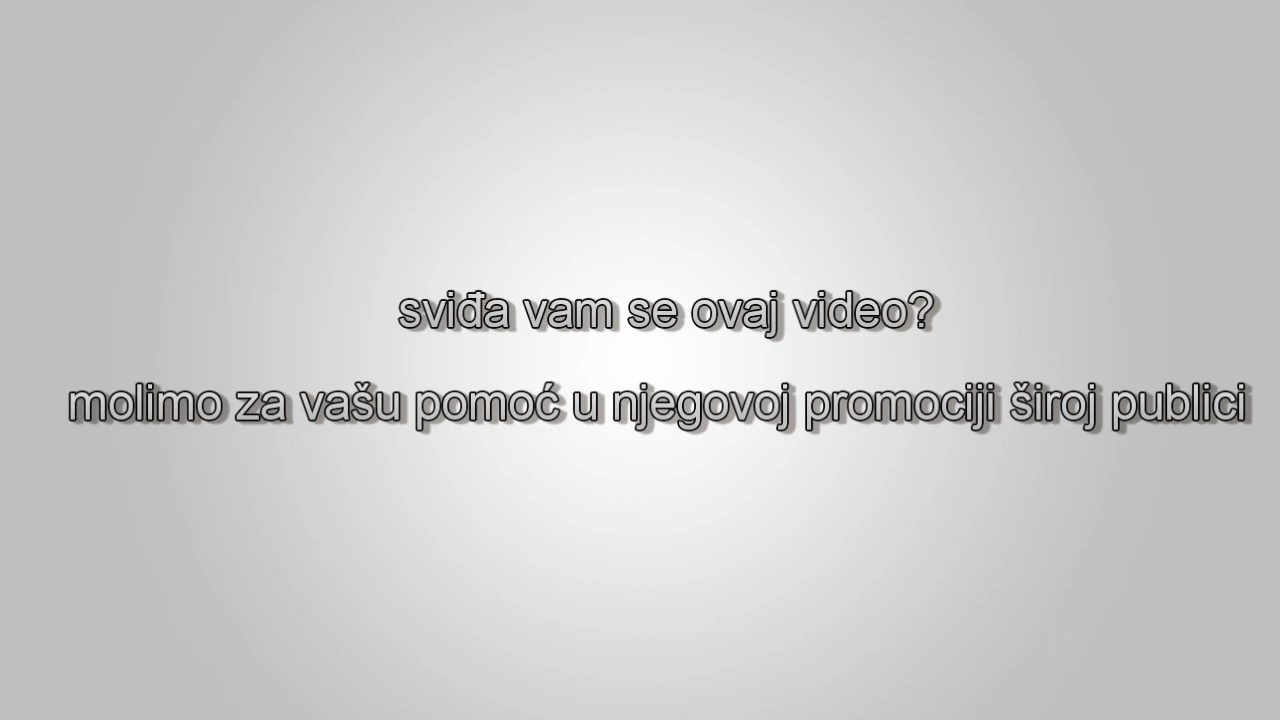 sviđa vam se ovaj video?
molimo za vašu pomoć u njegovoj promociji široj publici